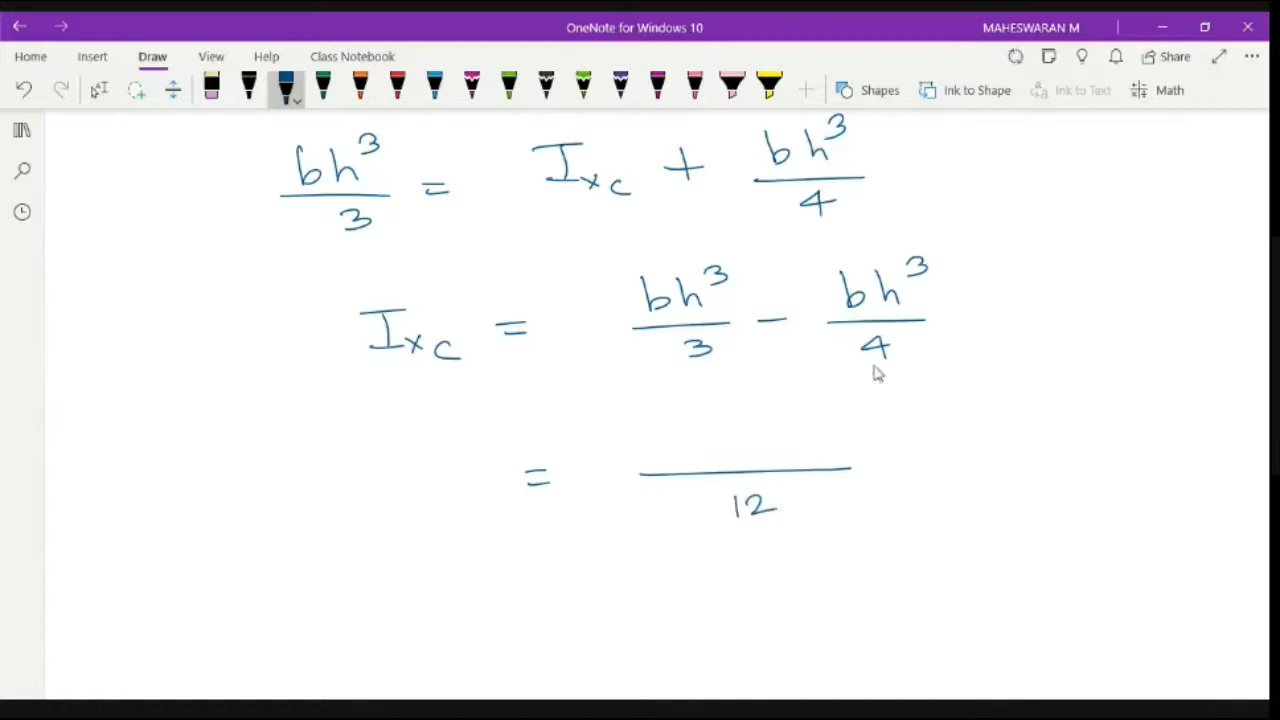 OneNote for Windows 10 MAHESWARAN M
Home Insert Draw View Help Class Notebook Share
Shapes Ink to Shape Ink to Text Math
bh³/3 = Ixc + bh³/4
Ixc = bh³/3 - bh³/4
= /12